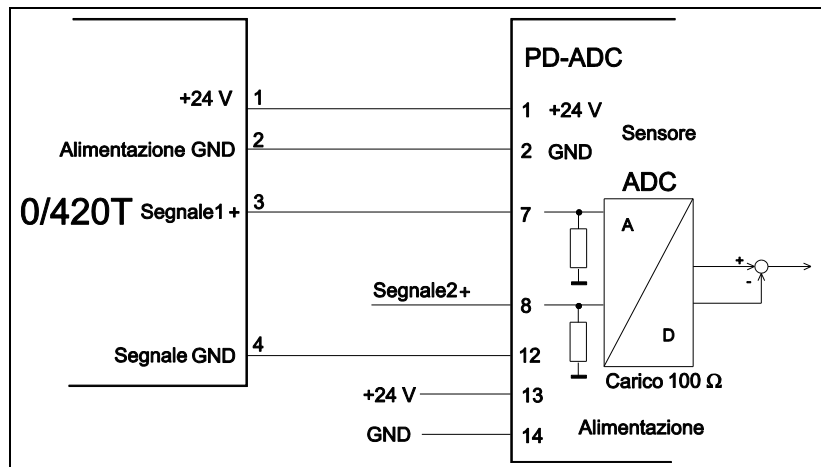 PD-ADC
+24 V 1
1 +24 V
Sensore
Alimentazione GND 2
2 GND
ADC
0/420T Segnale1 + 3
7
A
+
-
Segnale2+
8
D
Segnale GND 4
12
Carico 100 Ω
+24 V
13
GND
14
Alimentazione